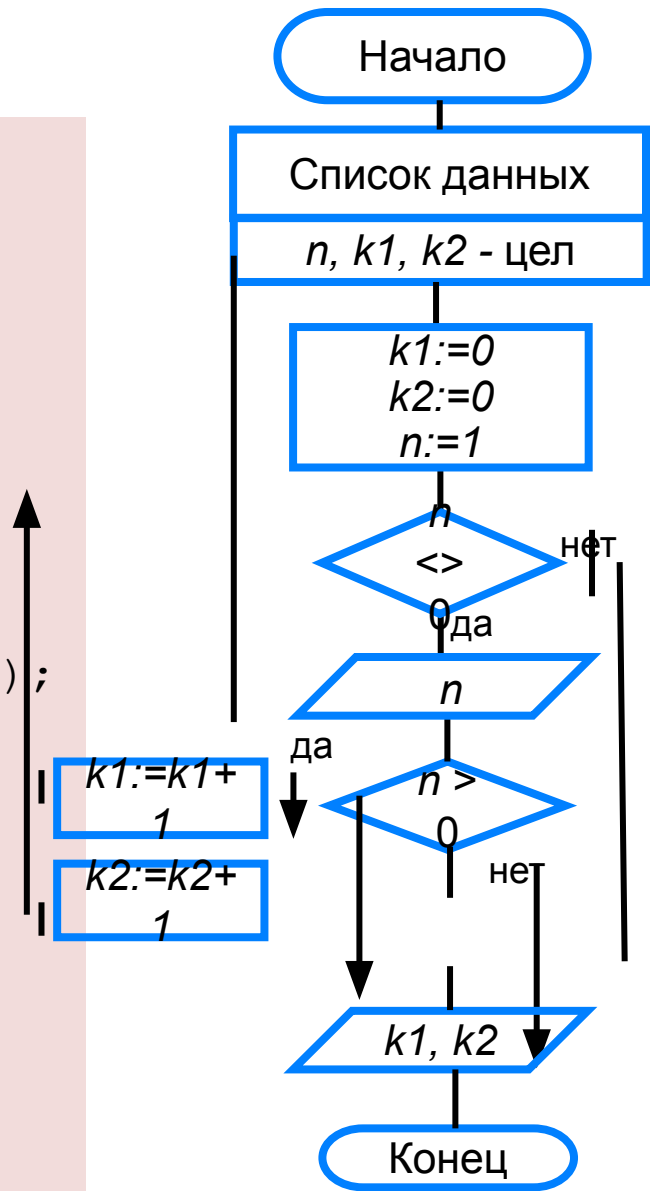 Начало
Список данных
n, k1, k2 - цел
k1:=0
k2:=0
n:=1
n
<>
0
нет
да
) ;
n
да
k1:=k1+
1
n >
0
k2:=k2+
1
нет
k1, k2
Конец